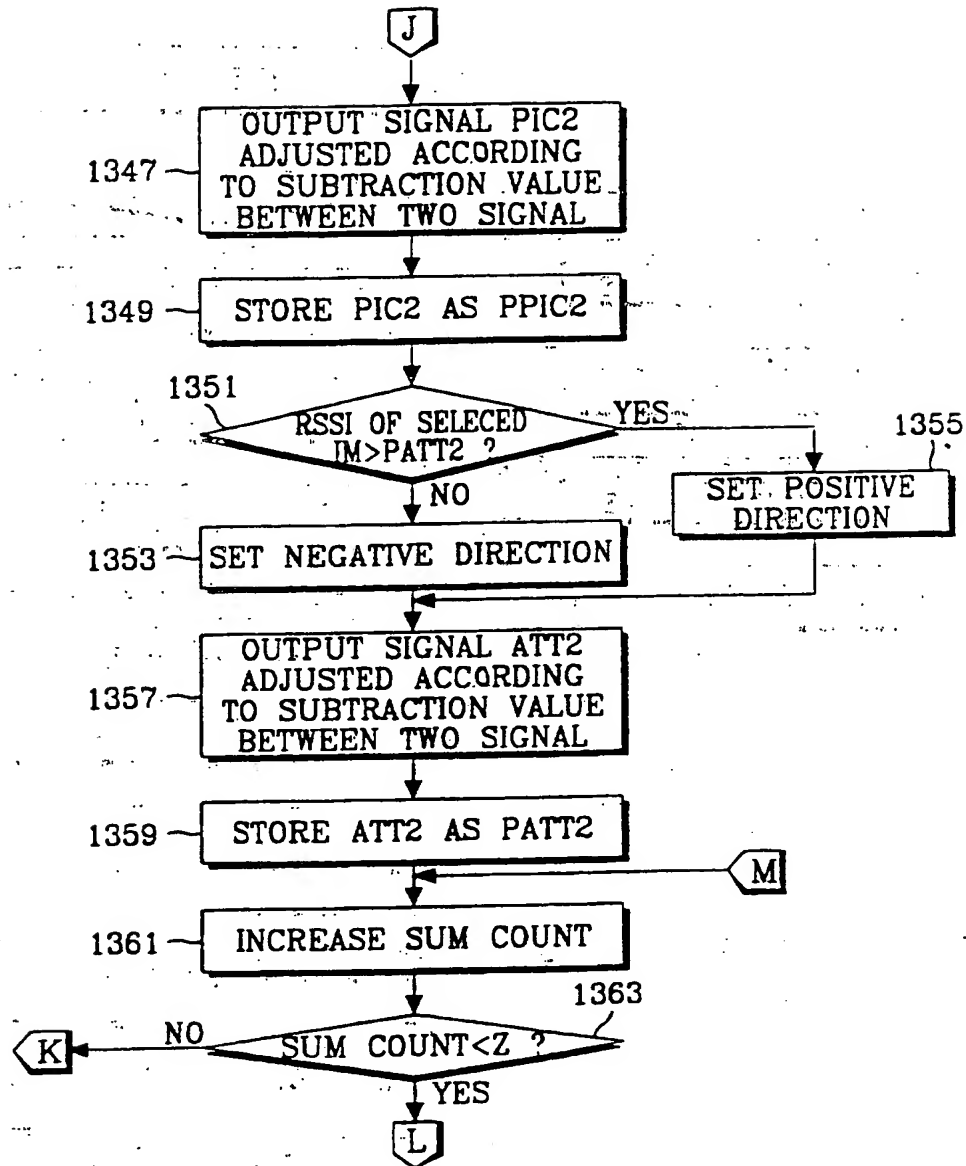 J
OUTPUT SIGNAL PIC2
ADJUSTED ACCORDING
TO SUBTRACTION VALUE
BETWEEN TWO SIGNAL
1347
STORE PIC2 AS PPIC2
1349
1351
RSSI OF SELECED
IM>PATT2 ?
YES
NO
1355
SET POSITIVE
DIRECTION
1353
SET NEGATIVE DIRECTION
OUTPUT SIGNAL ATT2
ADJUSTED ACCORDING
TO SUBTRACTION VALUE
BETWEEN TWO SIGNAL
1357
STORE ATT2 AS PATT2
1359
M
INCREASE SUM COUNT
1361
1363
SUM COUNT<Z ?
NO
K
YES
L